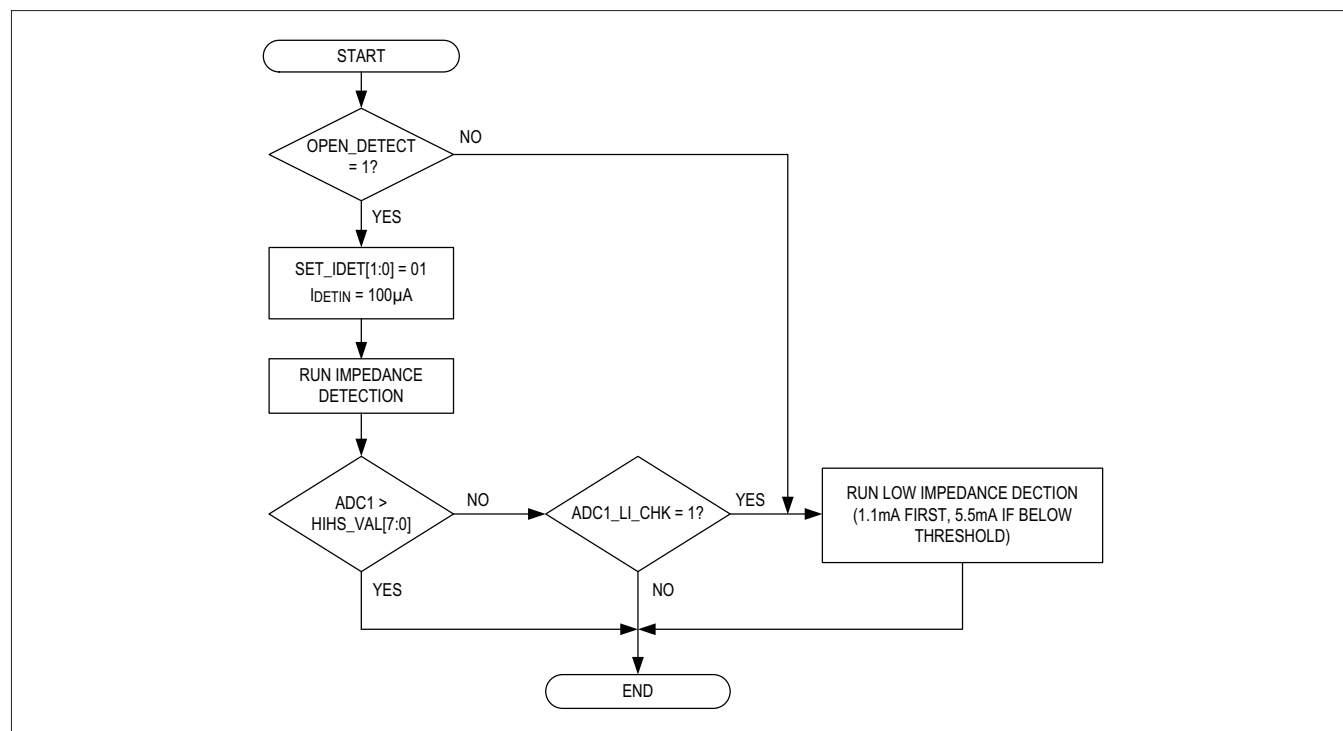 START
OPEN_DETECT
= 1?
NO
YES
SET_IDET[1:0] = 01
IDETIN = 100µA
RUN IMPEDANCE
DETECTION
ADC1 >
HIHS_VAL[7:0]
NO
ADC1_LI_CHK = 1?
YES
RUN LOW IMPEDANCE DECTION
(1.1mA FIRST, 5.5mA IF BELOW
THRESHOLD)
YES
NO
END